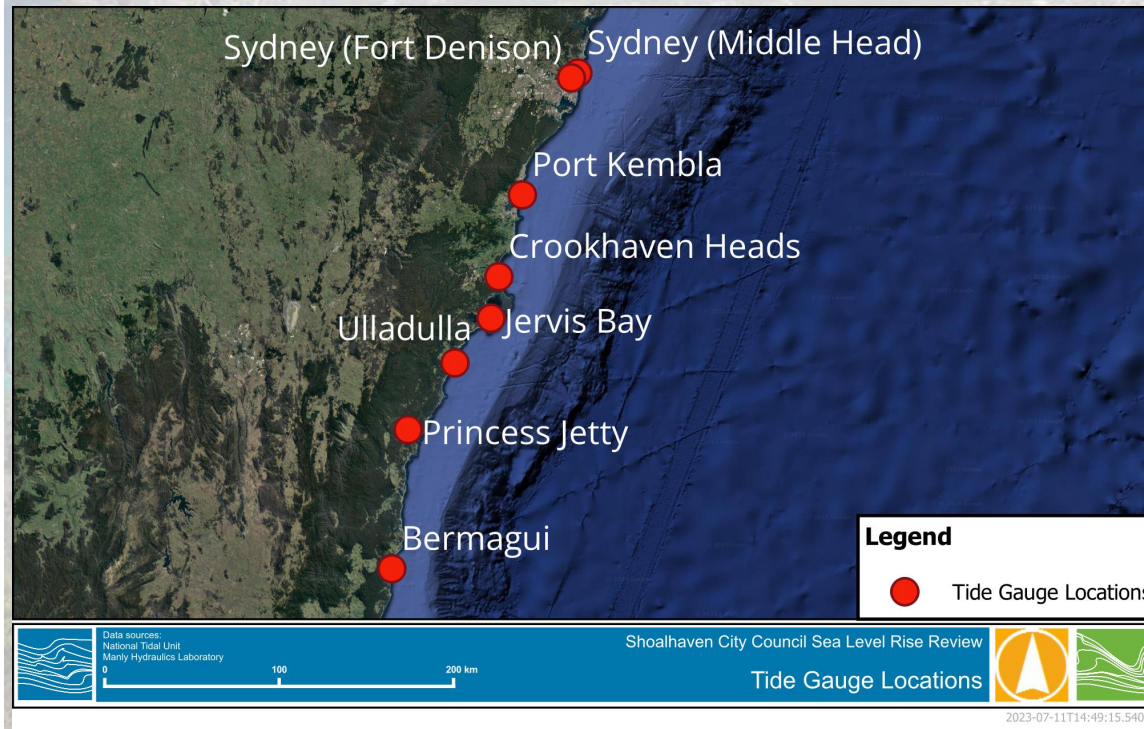 Sydney (Fort Denison)
Sydney (Middle Head)
Port Kembla
Crookhaven Heads
Jervis Bay
Ulladulla
Princess Jetty
Bermagui
Legend
Tide Gauge Locations
Data sources:
National Tidal Unit
Manly Hydraulics Laboratory
0 100 200 km
Shoalhaven City Council Sea Level Rise Review
Tide Gauge Locations
2023-07-11T14:49:15.540